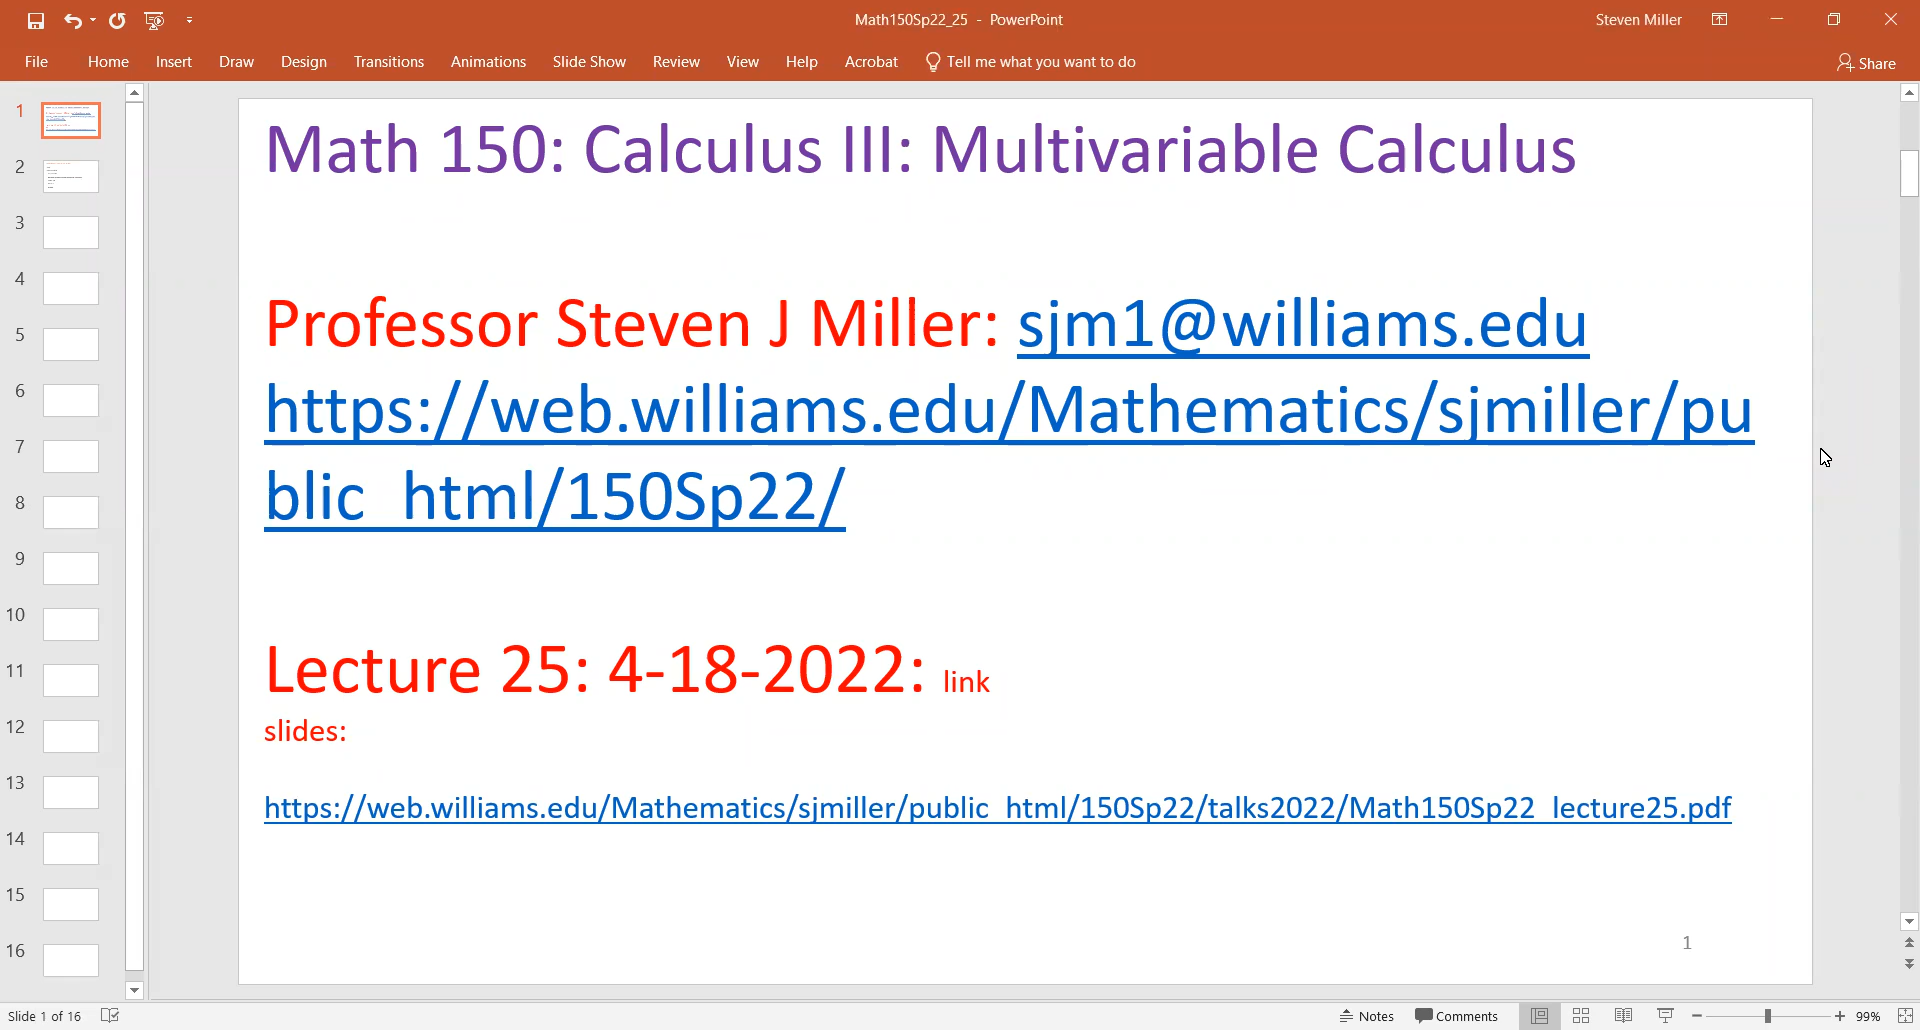 Math150Sp22_25 - PowerPoint
Steven Miller
File Home Insert Draw Design Transitions Animations Slide Show Review View Help Acrobat Tell me what you want to do
Share
1
2
3
4
5
6
7
8
9
10
11
12
13
14
15
16
Math 150: Calculus III: Multivariable Calculus
Professor Steven J Miller: sjm1@williams.edu
https://web.williams.edu/Mathematics/sjmiller/pu
blic_html/150Sp22/
Lecture 25: 4-18-2022: link
slides:
https://web.williams.edu/Mathematics/sjmiller/public_html/150Sp22/talks2022/Math150Sp22_lecture25.pdf
1
Slide 1 of 16
Notes
Comments
99%